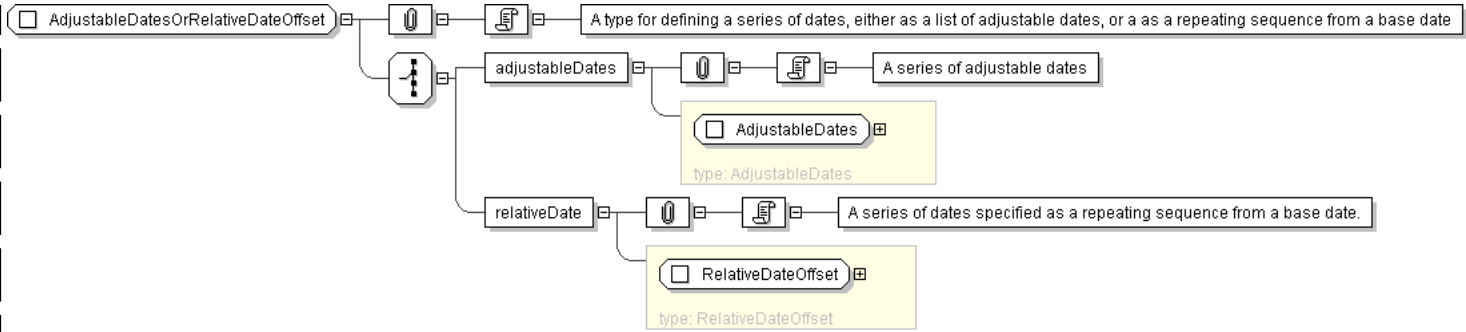 AdjustableDatesOrRelativeDateOffset
A type for defining a series of dates, either as a list of adjustable dates, or a as a repeating sequence from a base date
adjustableDates
A series of adjustable dates
AdjustableDates
type: AdjustableDates
relativeDate
A series of dates specified as a repeating sequence from a base date.
RelativeDateOffset
type: RelativeDateOffset